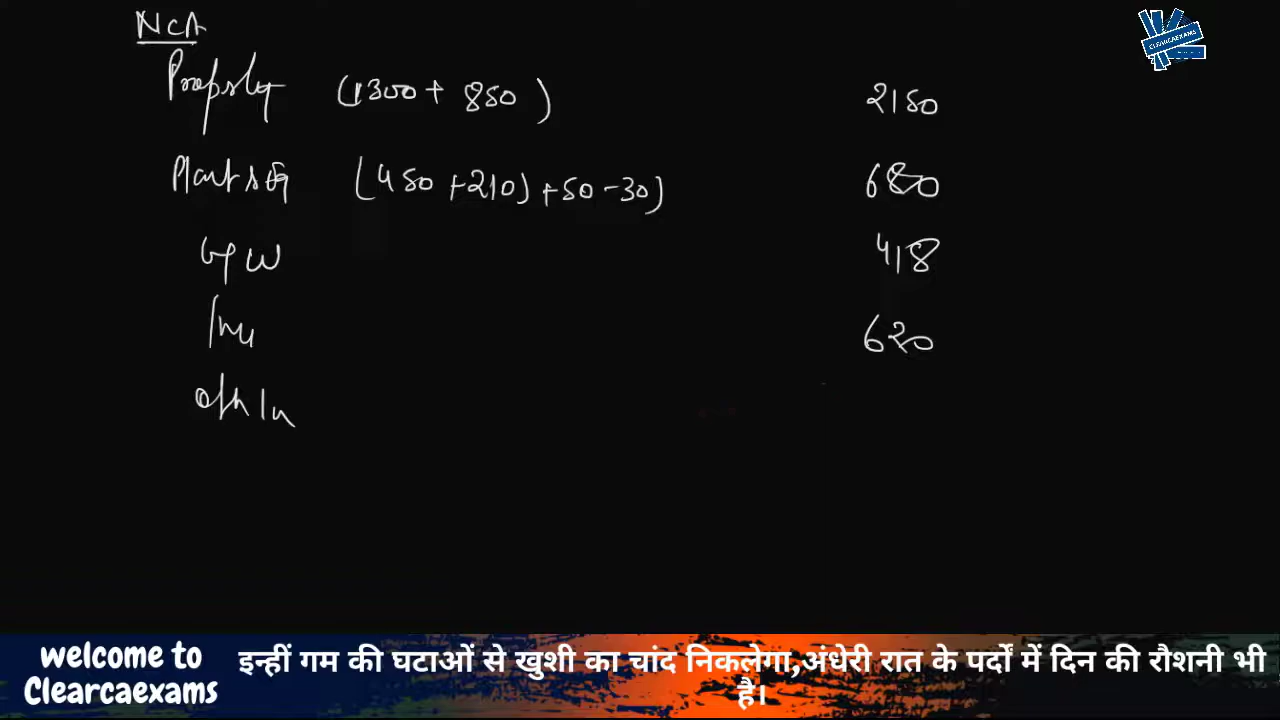 NCA
CLEARCAEXAMS
Property (1300 + 850) 2150
Plant & Eq (450 + 210) + 50 - 30) 680
G/W 418
Inv 620
Oth In
welcome to
Clearcaexams
इन्हीं गम की घटाओं से खुशी का चांद निकलेगा,अंधेरी रात के पर्दों में दिन की रौशनी भी
है।